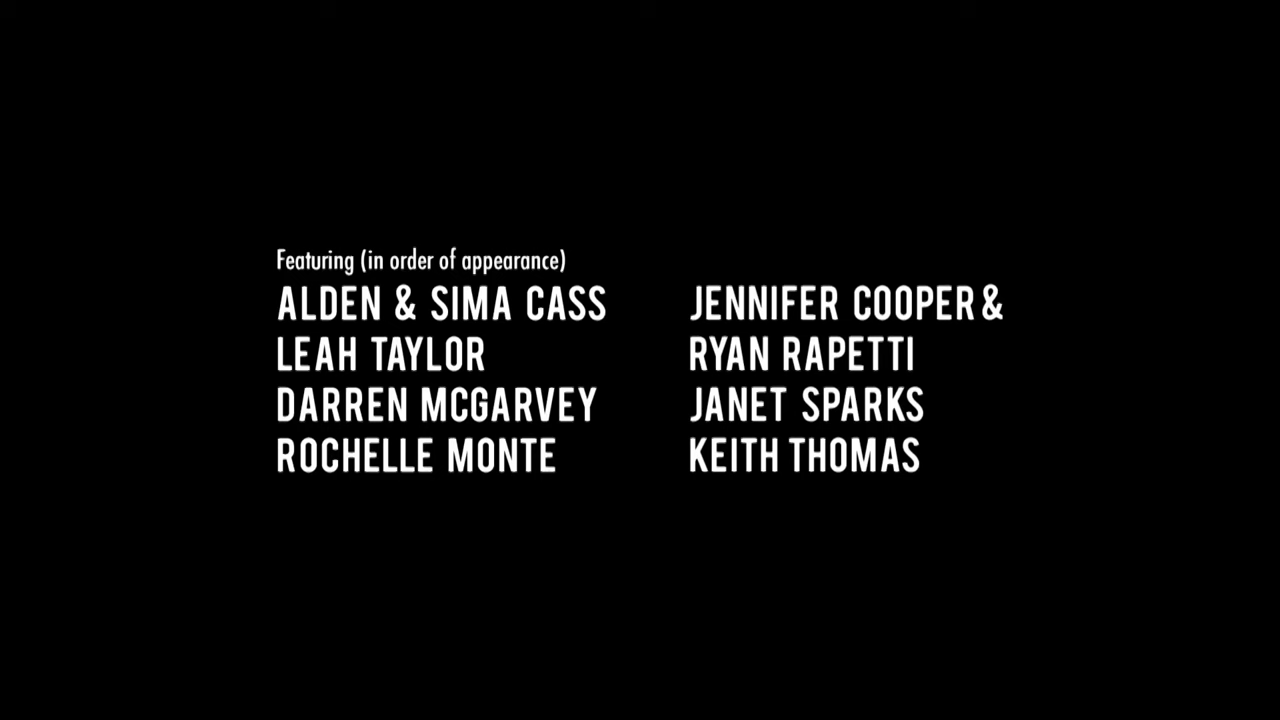 Featuring (in order of appearance)
ALDEN & SIMA CASS
LEAH TAYLOR
DARREN MCGARVEY
ROCHELLE MONTE
JENNIFER COOPER &
RYAN RAPETTI
JANET SPARKS
KEITH THOMAS